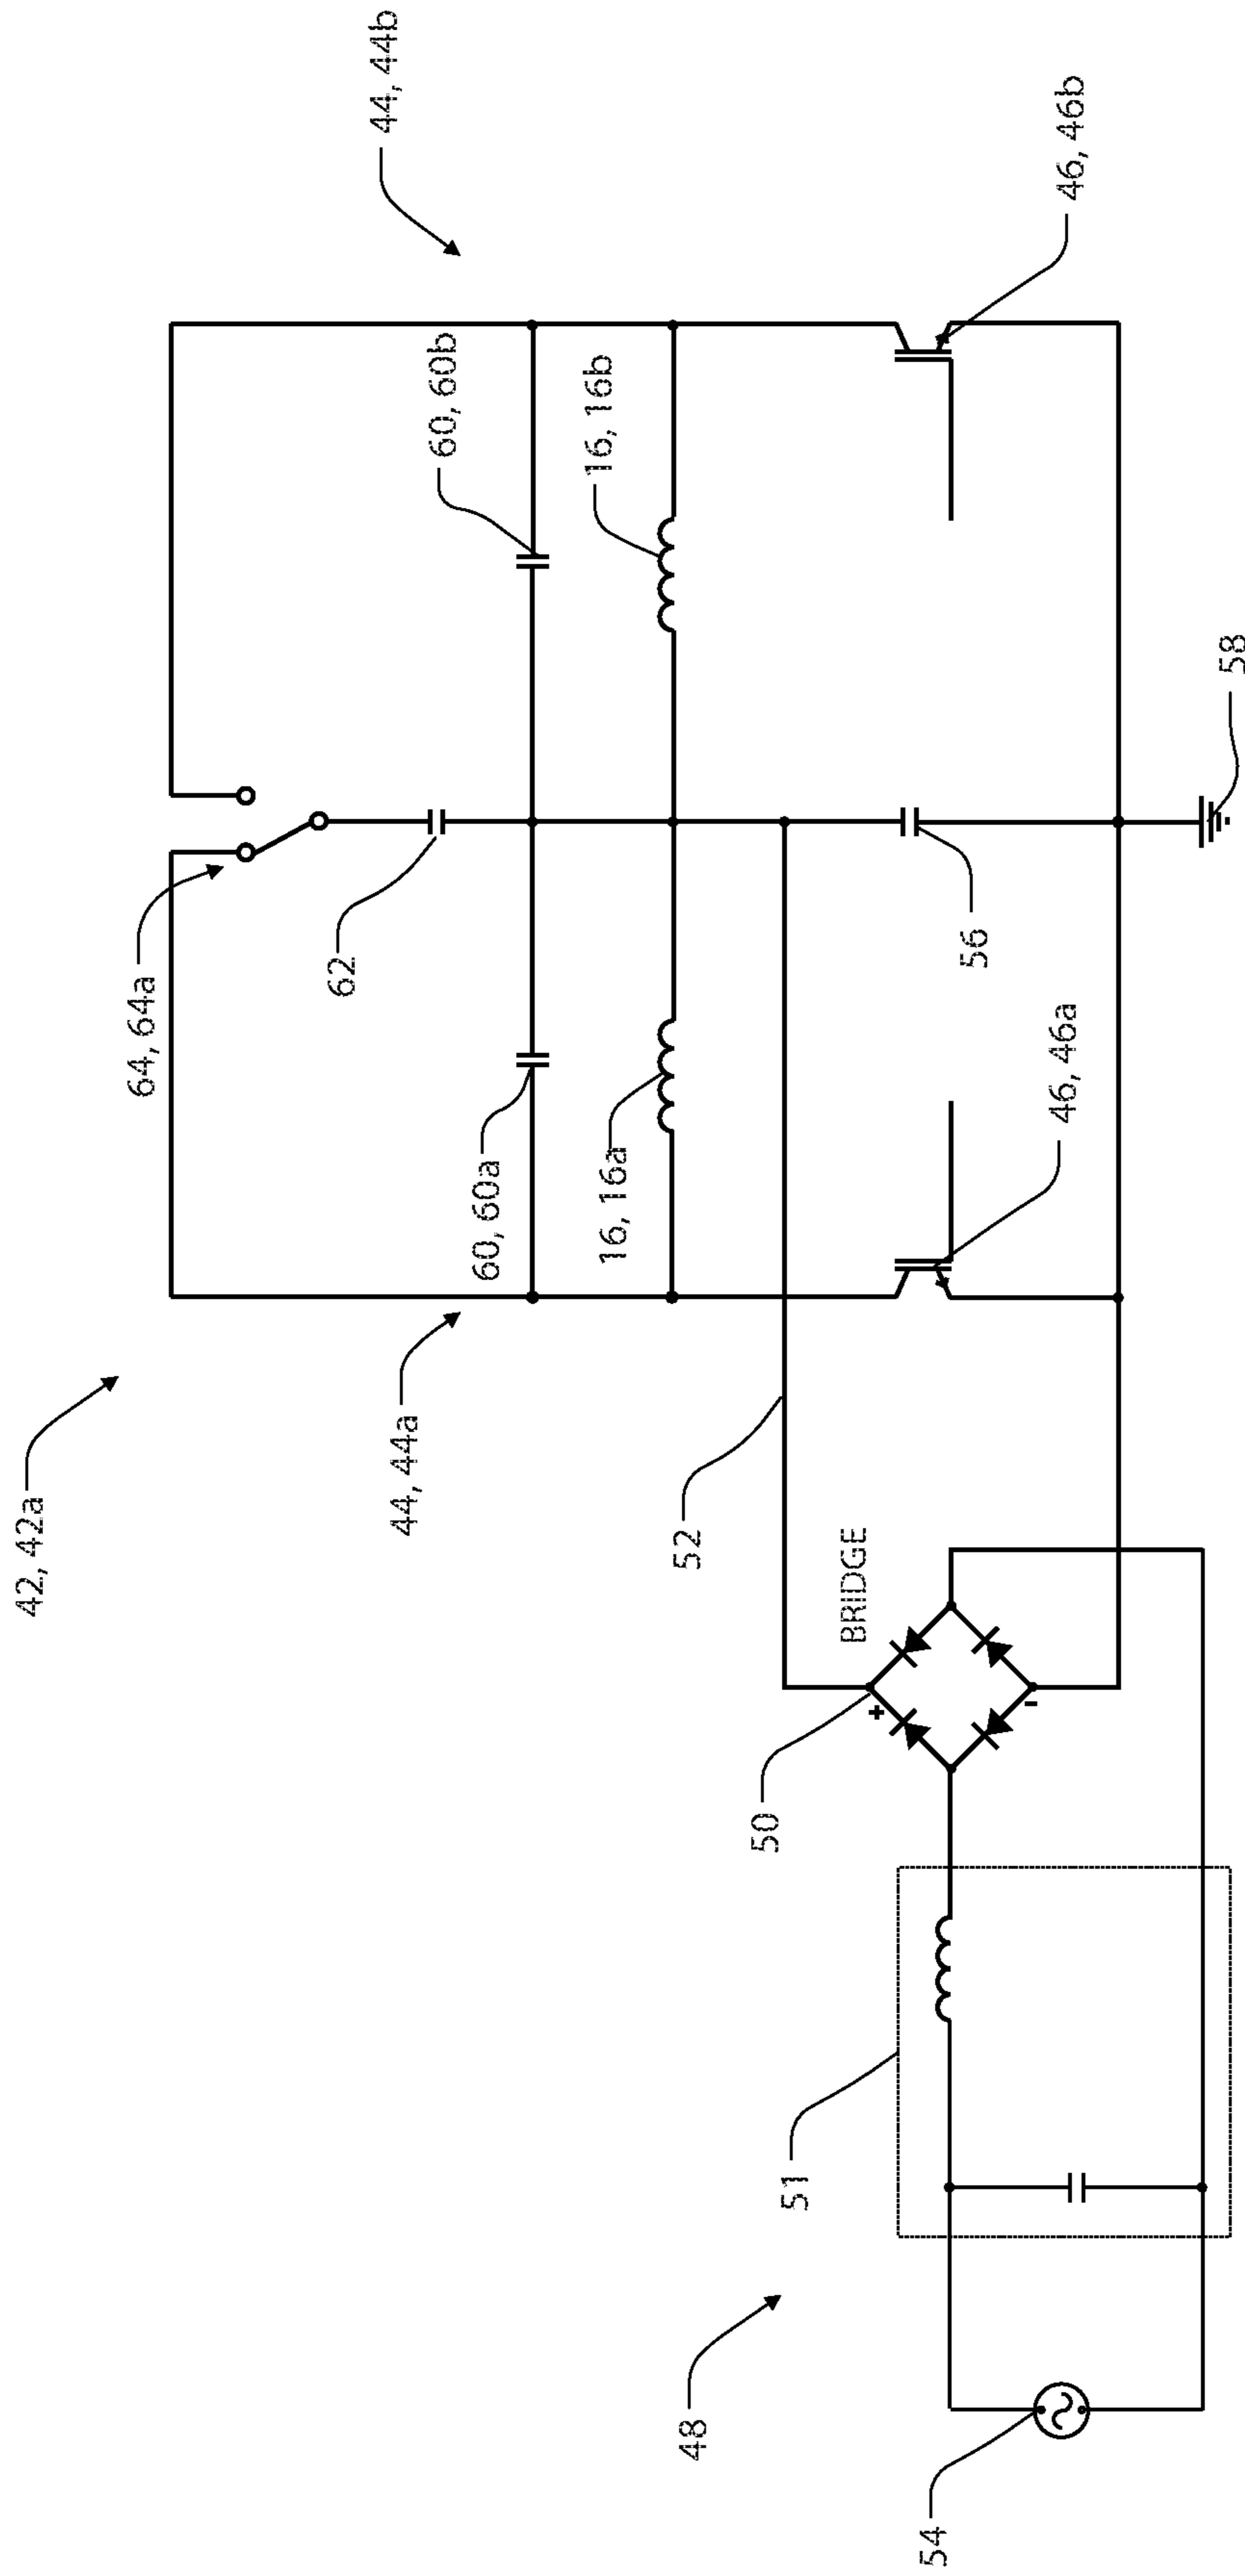 42, 42a
44, 44b
64, 64a
62
60, 60b
60, 60a
44, 44a
16, 16b
16, 16a
46, 46b
56
58
46, 46a
52
BRIDGE
50
+
-
51
48
54